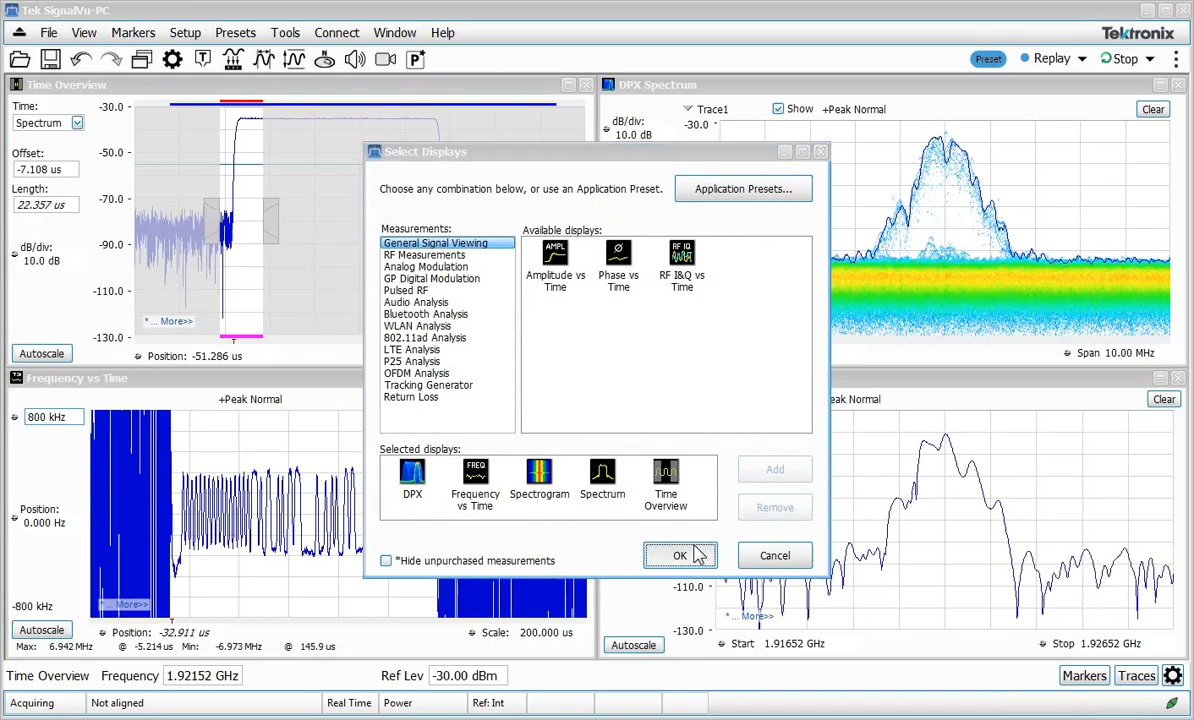 Tek SignalVu-PC
File View Markers Setup Presets Tools Connect Window Help
Tektronix
Preset Replay Stop
Time Overview
Time:
Spectrum
Offset:
-7.108 us
Length:
22.357 us
dB/div:
10.0 dB
-30.0
-50.0
-70.0
-90.0
-110.0
-130.0
* ... More>>
Autoscale
Position: -51.286 us
DPX Spectrum
Trace1 Show +Peak Normal Clear
dB/div:
10.0 dB
-30.0
Span 10.00 MHz
Select Displays
Choose any combination below, or use an Application Preset.
Application Presets...
Measurements:
General Signal Viewing
RF Measurements
Analog Modulation
GP Digital Modulation
Pulsed RF
Audio Analysis
Bluetooth Analysis
WLAN Analysis
802.11ad Analysis
LTE Analysis
P25 Analysis
OFDM Analysis
Tracking Generator
Return Loss
Available displays:
AMPL
Amplitude vs Time
Phase vs Time
RF IQ
RF I&Q vs Time
Selected displays:
DPX
FREQ
Frequency vs Time
Spectrogram
Spectrum
Time Overview
Add
Remove
*Hide unpurchased measurements
OK
Cancel
Frequency vs Time
+Peak Normal
800 kHz
Position:
0.000 Hz
-800 kHz
* ... More>>
Autoscale
Position: -32.911 us
Scale: 200.000 us
Max: 6.942 MHz @ -5.214 us Min: -6.973 MHz @ 145.9 us
eak Normal
Clear
-110.0
-130.0
* ... More>>
Autoscale
Start 1.91652 GHz
Stop 1.92652 GHz
Time Overview Frequency 1.92152 GHz Ref Lev -30.00 dBm
Markers Traces
Acquiring Not aligned Real Time Power Ref: Int